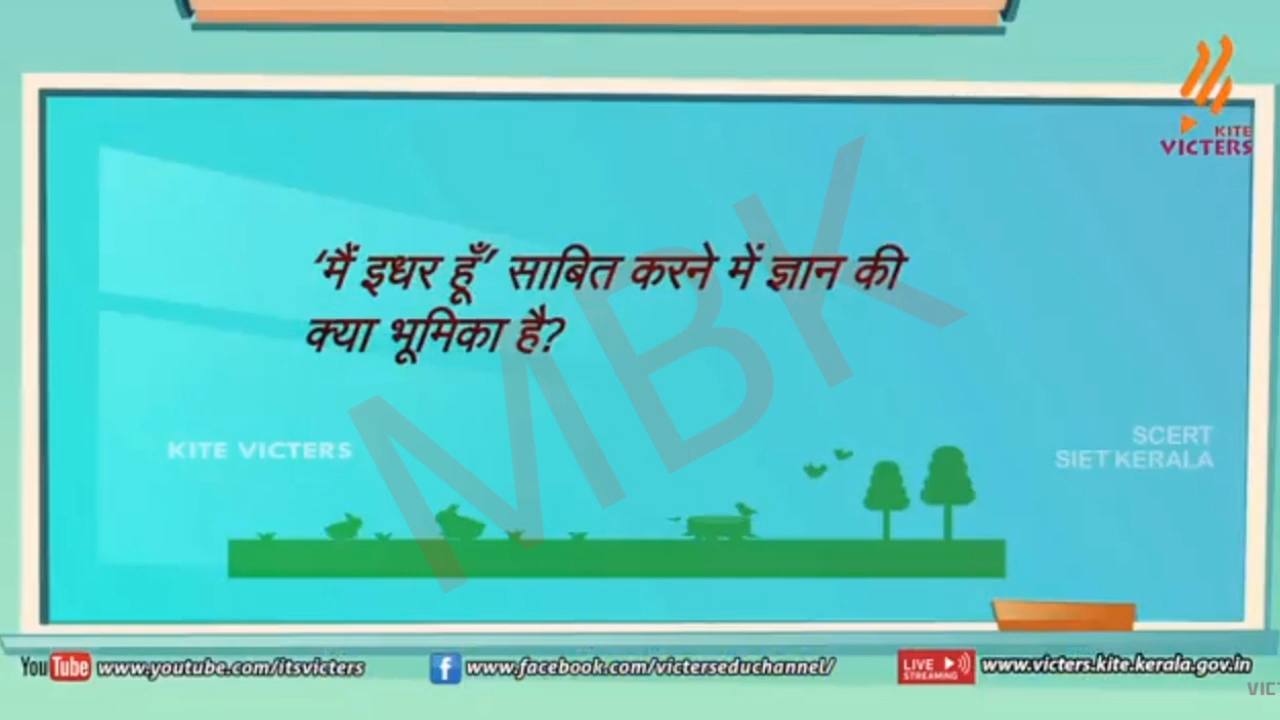 KITE
VICTERS
‘मैं इधर हूँ’ साबित करने में ज्ञान की
क्या भूमिका है?
MBK
KITE VICTERS
SCERT
SIET KERALA
You Tube www.youtube.com/itsvicters
f www.facebook.com/victerseduchannel/
LIVE STREAMING www.victers.kite.kerala.gov.in
VICT